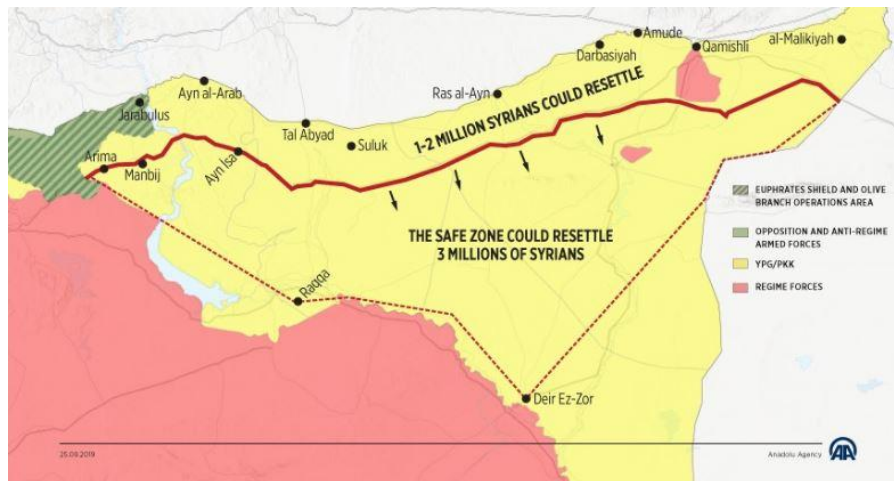 Amude
al-Malikiyah
Darbasiyah
Qamishli
Ayn al-Arab
Ras al-Ayn
Jarabulus
1-2 MILLION SYRIANS COULD RESETTLE
Tal Abyad
Suluk
Arima
Manbij
Ayn Isa
EUPHRATES SHIELD AND OLIVE
BRANCH OPERATIONS AREA
OPPOSITION AND ANTI-REGIME
ARMED FORCES
THE SAFE ZONE COULD RESETTLE
3 MILLIONS OF SYRIANS
YPG/PKK
REGIME FORCES
Raqqa
Deir Ez-Zor
25.09.2019
Anadolu Agency
AA